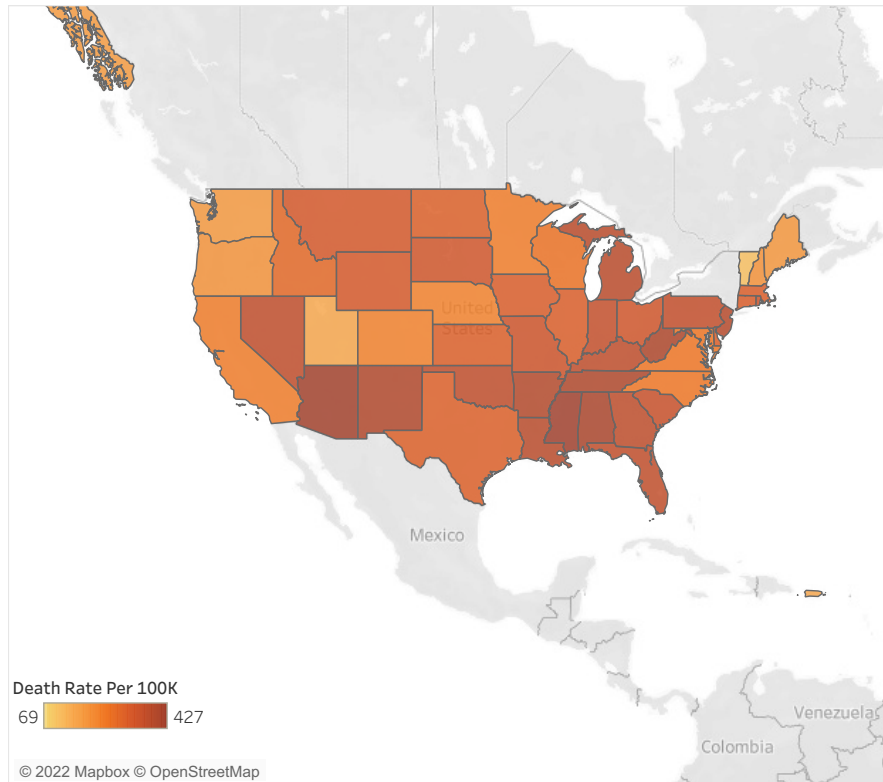 United
States
Mexico
Death Rate Per 100K
69 427
Venezuela
Colombia
© 2022 Mapbox © OpenStreetMap